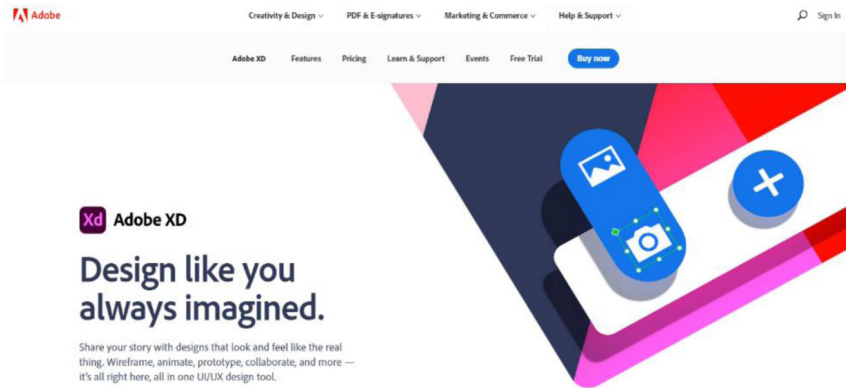 Adobe
Creativity & Design
PDF & E-signatures
Marketing & Commerce
Help & Support
Sign In
Adobe XD
Features
Pricing
Learn & Support
Events
Free Trial
Buy now
Xd Adobe XD
Design like you
always imagined.
Share your story with designs that look and feel like the real
thing. Wireframe, animate, prototype, collaborate, and more —
it's all right here, all in one UI/UX design tool.